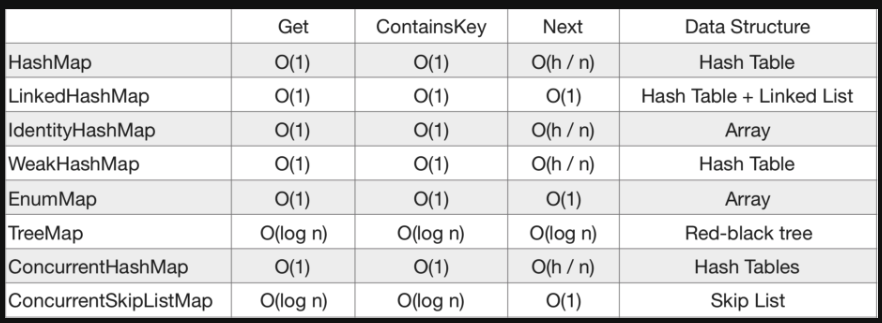 Get ContainsKey Next Data Structure
HashMap O(1) O(1) O(h / n) Hash Table
LinkedHashMap O(1) O(1) O(1) Hash Table + Linked List
IdentityHashMap O(1) O(1) O(h / n) Array
WeakHashMap O(1) O(1) O(h / n) Hash Table
EnumMap O(1) O(1) O(1) Array
TreeMap O(log n) O(log n) O(log n) Red-black tree
ConcurrentHashMap O(1) O(1) O(h / n) Hash Tables
ConcurrentSkipListMap O(log n) O(log n) O(1) Skip List